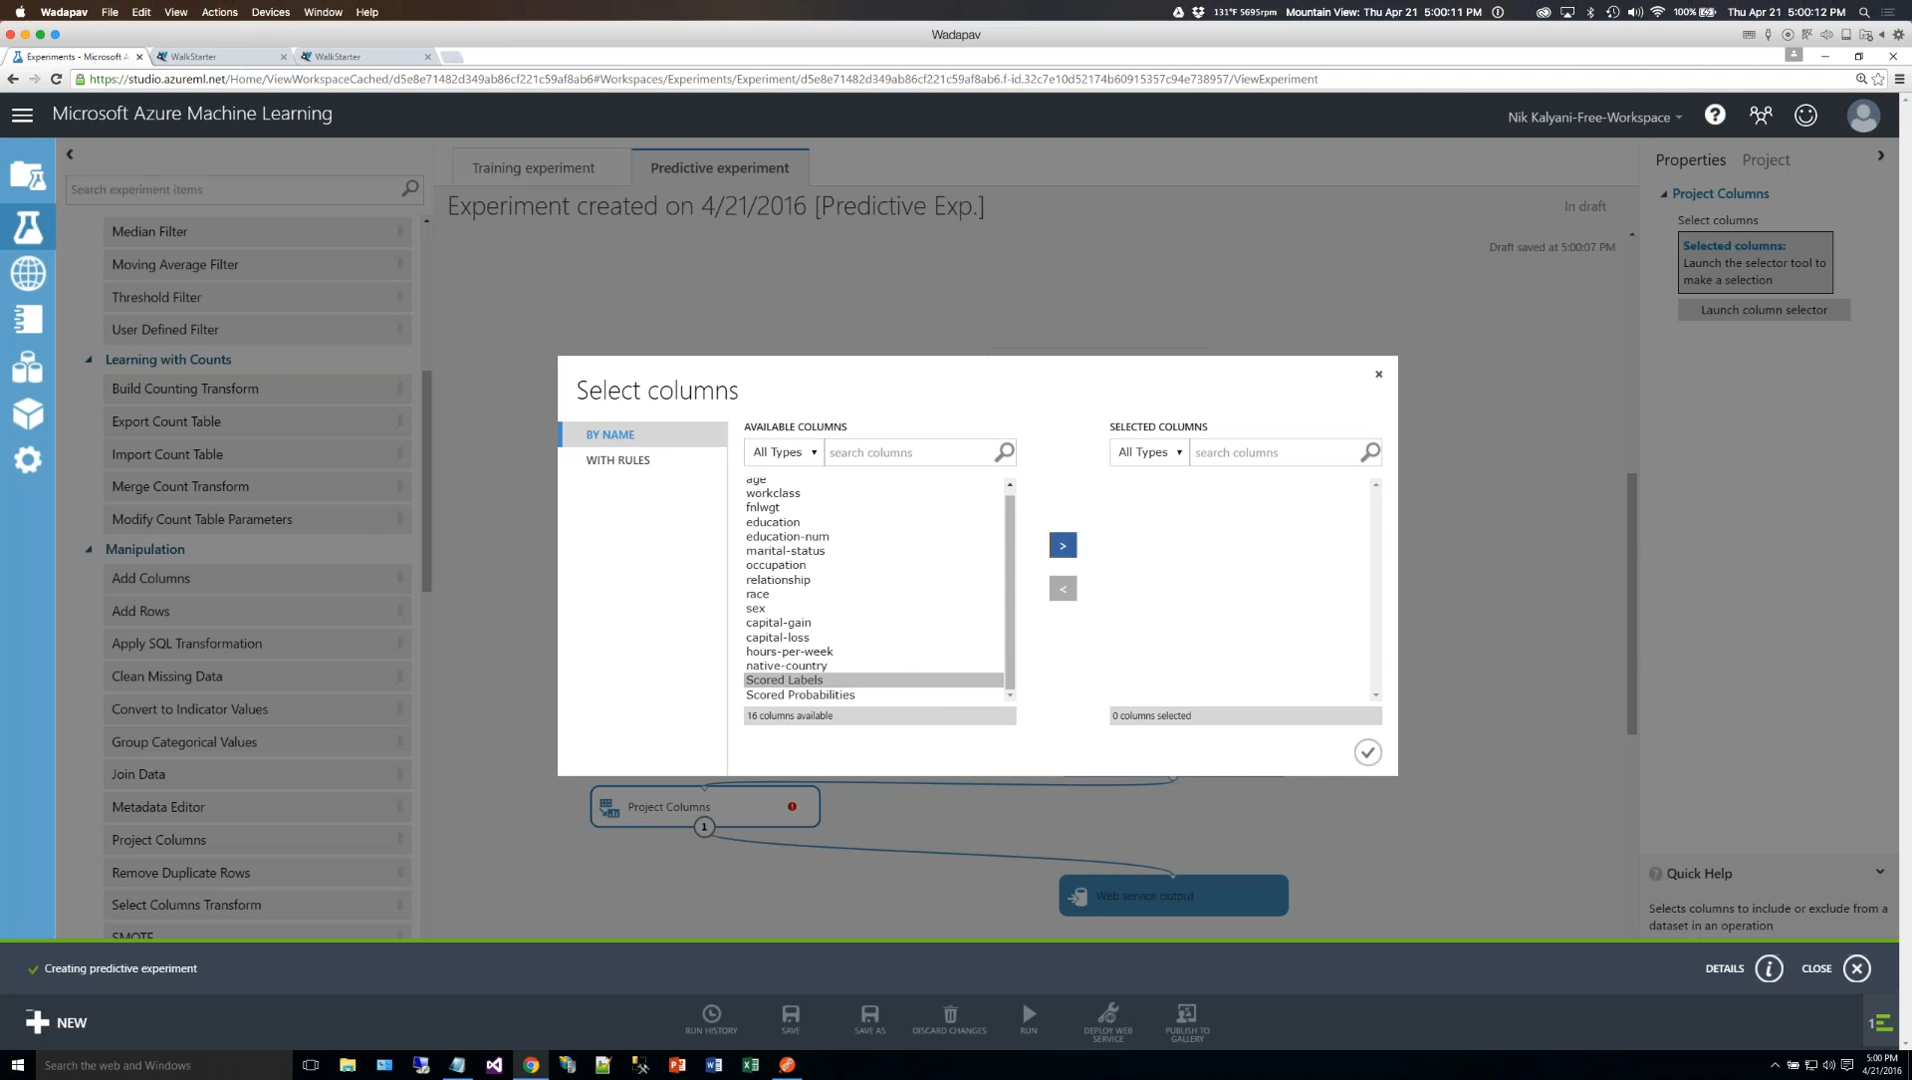 Wadapav File Edit View Actions Devices Window Help
131°F 5695rpm Mountain View: Thu Apr 21 5:00:11 PM 100% Thu Apr 21 5:00:12 PM
Wadapav
Experiments - Microsoft A WalkStarter WalkStarter
https://studio.azureml.net/Home/ViewWorkspaceCached/d5e8e71482d349ab86cf221c59af8ab6#Workspaces/Experiments/Experiment/d5e8e71482d349ab86cf221c59af8ab6.f-id.32c7e10d52174b60915357c94e738957/ViewExperiment
Microsoft Azure Machine Learning
Nik Kalyani-Free-Workspace
?
Search experiment items
Median Filter
Moving Average Filter
Threshold Filter
User Defined Filter
Learning with Counts
Build Counting Transform
Export Count Table
Import Count Table
Merge Count Transform
Modify Count Table Parameters
Manipulation
Add Columns
Add Rows
Apply SQL Transformation
Clean Missing Data
Convert to Indicator Values
Group Categorical Values
Join Data
Metadata Editor
Project Columns
Remove Duplicate Rows
Select Columns Transform
SMOTE
Training experiment Predictive experiment
Experiment created on 4/21/2016 [Predictive Exp.]
In draft
Draft saved at 5:00:07 PM
Select columns
BY NAME
WITH RULES
AVAILABLE COLUMNS
All Types search columns
age
workclass
fnlwgt
education
education-num
marital-status
occupation
relationship
race
sex
capital-gain
capital-loss
hours-per-week
native-country
Scored Labels
Scored Probabilities
16 columns available
>
<
SELECTED COLUMNS
All Types search columns
0 columns selected
Project Columns
1
Web service output
Properties Project
Project Columns
Select columns
Selected columns:
Launch the selector tool to
make a selection
Launch column selector
Quick Help
Selects columns to include or exclude from a
dataset in an operation
Creating predictive experiment
DETAILS CLOSE
NEW
RUN HISTORY
SAVE
SAVE AS
DISCARD CHANGES
RUN
DEPLOY WEB
SERVICE
PUBLISH TO
GALLERY
1
Search the web and Windows
5:00 PM
4/21/2016